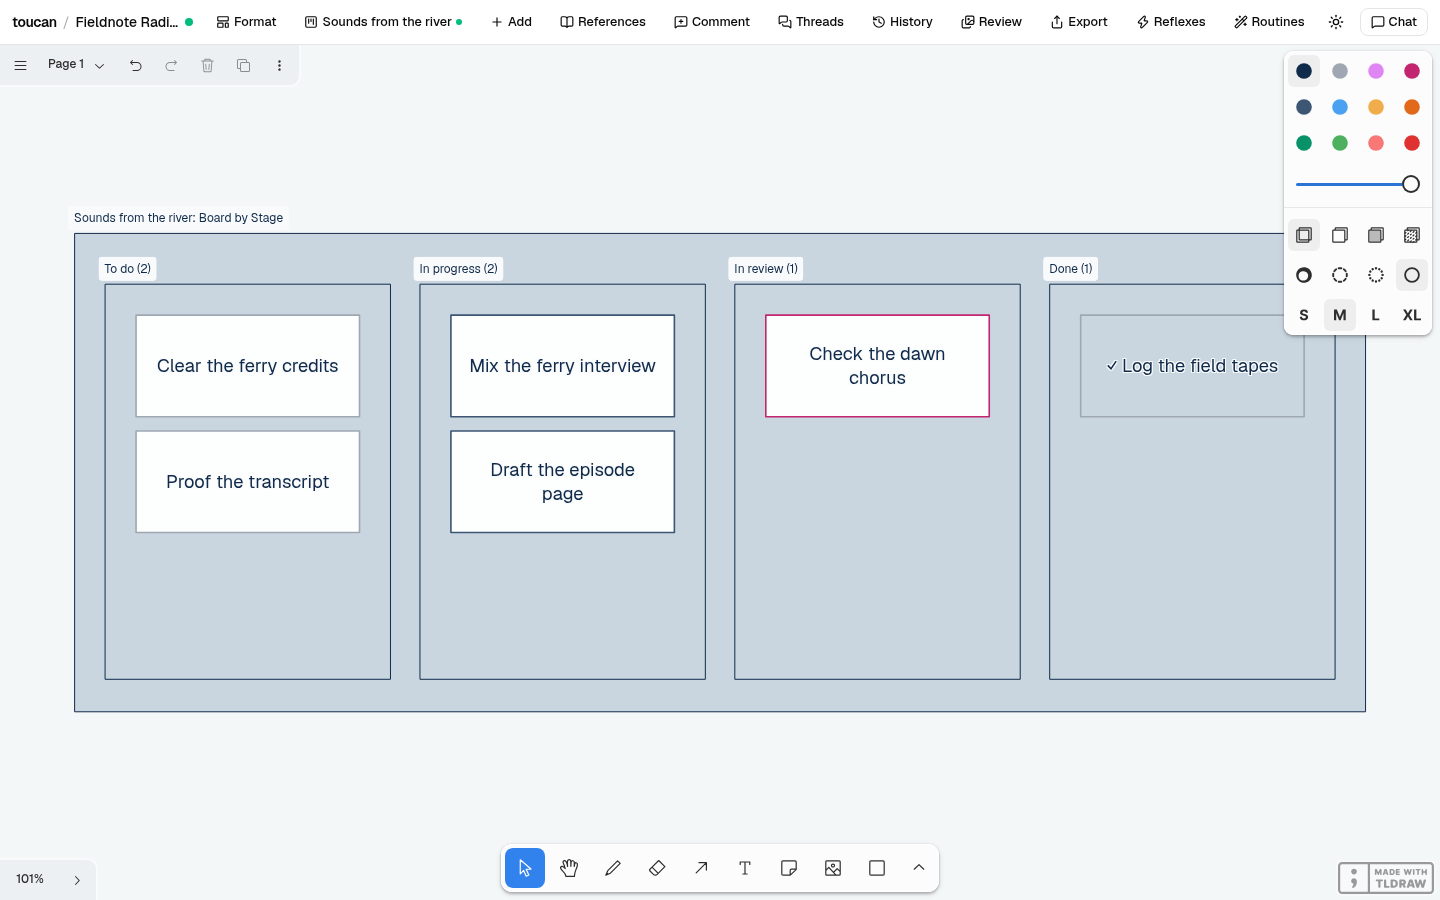 toucan / Fieldnote Radi...
Format
Sounds from the river
Add
References
Comment
Threads
History
Review
Export
Reflexes
Routines
Chat
Page 1
S M L XL
Sounds from the river: Board by Stage
To do (2)
Clear the ferry credits
Proof the transcript
In progress (2)
Mix the ferry interview
Draft the episode
page
In review (1)
Check the dawn
chorus
Done (1)
✓ Log the field tapes
101%
MADE WITH
TLDRAW